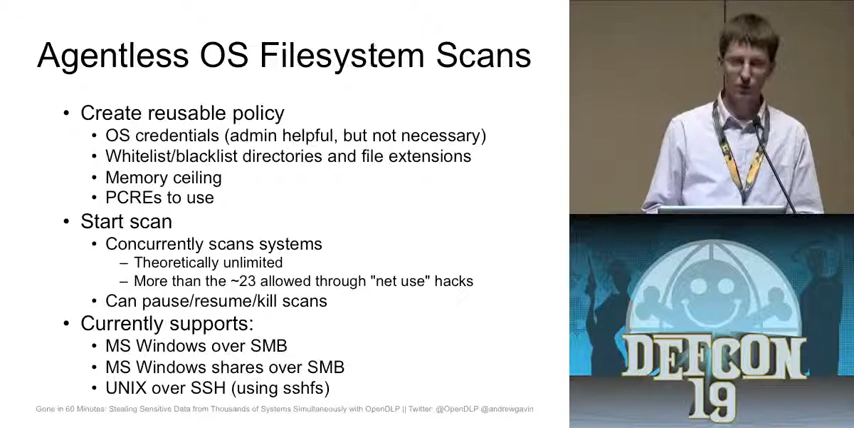 Agentless OS Filesystem Scans
• Create reusable policy
• OS credentials (admin helpful, but not necessary)
• Whitelist/blacklist directories and file extensions
• Memory ceiling
• PCREs to use
• Start scan
• Concurrently scans systems
– Theoretically unlimited
– More than the ~23 allowed through "net use" hacks
• Can pause/resume/kill scans
• Currently supports:
• MS Windows over SMB
• MS Windows shares over SMB
• UNIX over SSH (using sshfs)
Gone in 60 Minutes: Stealing Sensitive Data from Thousands of Systems Simultaneously with OpenDLP || Twitter: @OpenDLP @andrewgavin
DEFCON
19